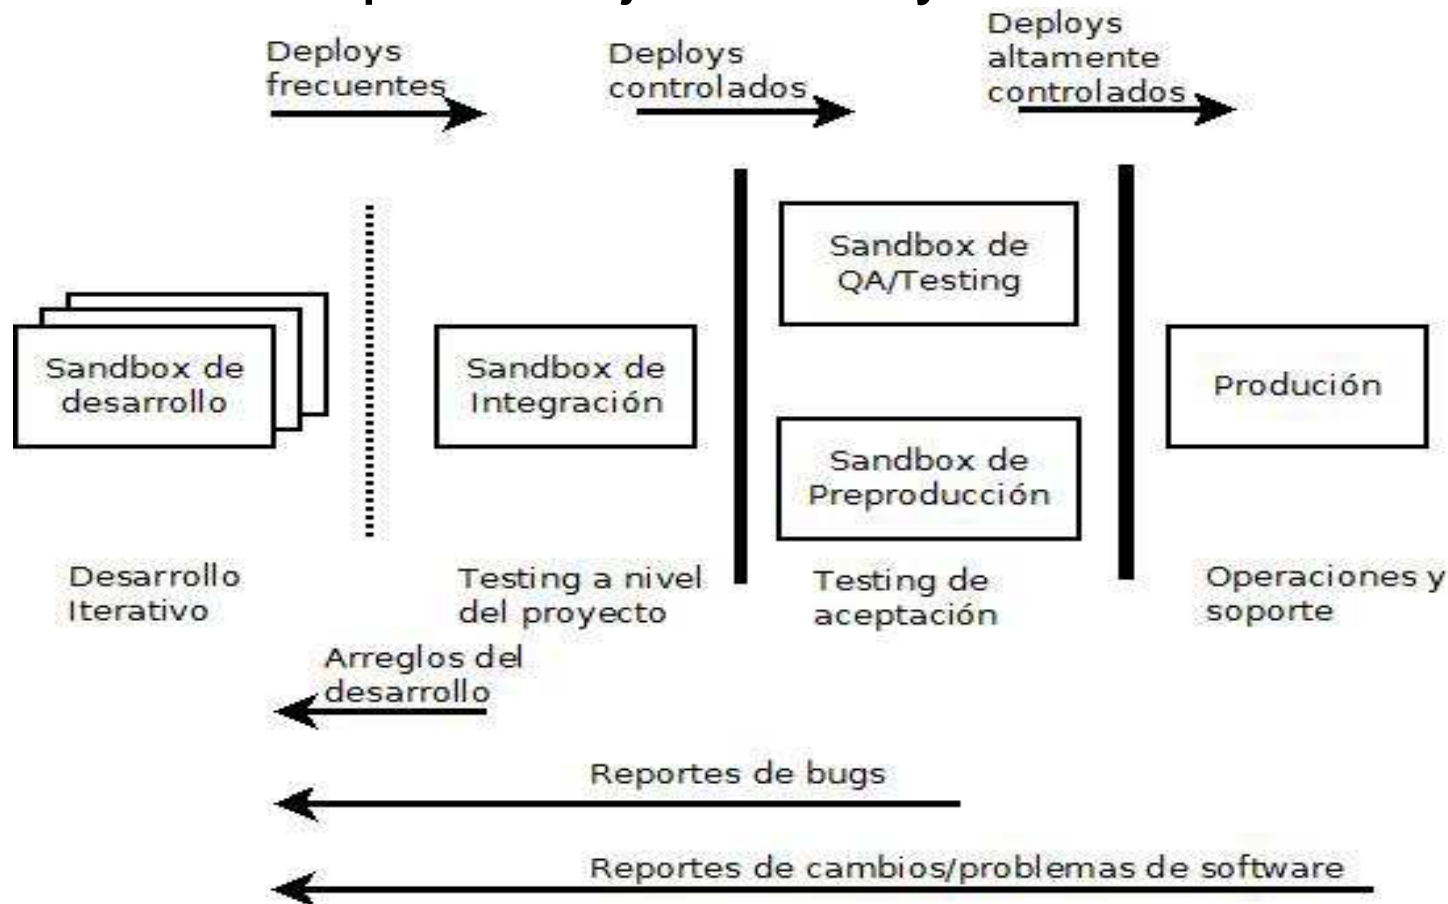 Deploys
frecuentes
Deploys
controlados
Deploys
altamente
controlados
Sandbox de
desarrollo
Sandbox de
Integración
Sandbox de
QA/Testing
Sandbox de
Preproducción
Produción
Desarrollo
Iterativo
Testing a nivel
del proyecto
Testing de
aceptación
Operaciones y
soporte
Arreglos del
desarrollo
Reportes de bugs
Reportes de cambios/problemas de software